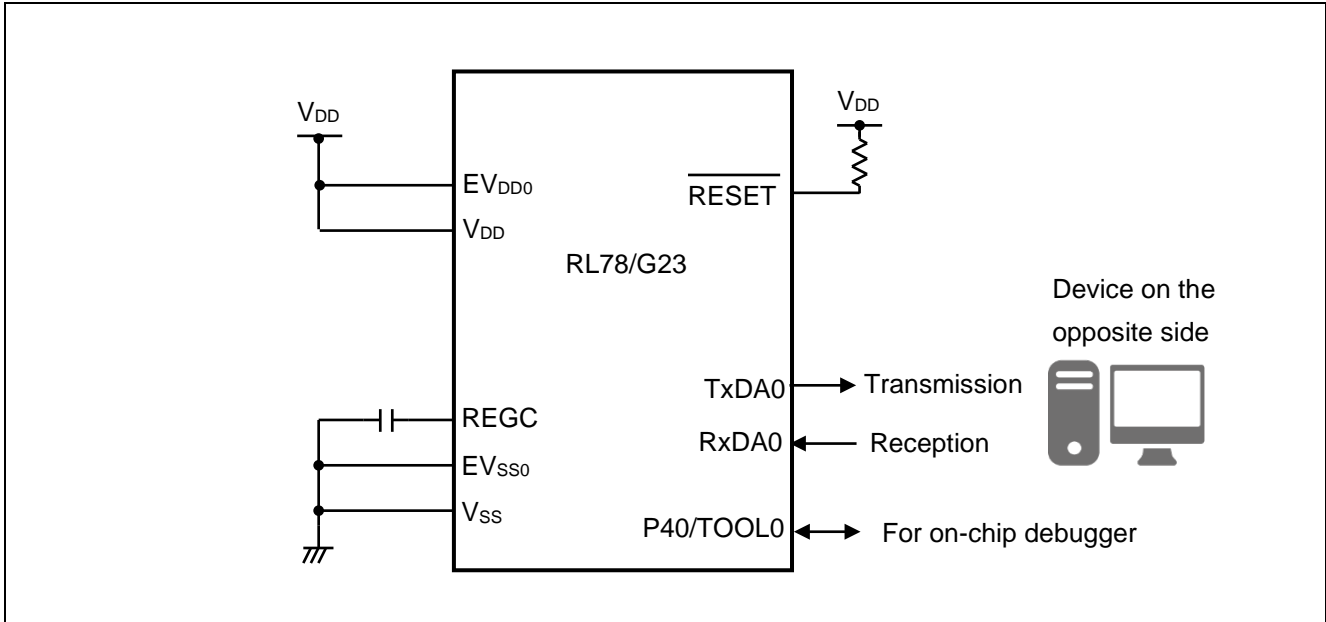 VDD
EVDD0
VDD
REGC
EVSS0
VSS
RL78/G23
VDD
RESET
TxDA0
RxDA0
P40/TOOL0
Transmission
Reception
For on-chip debugger
Device on the
opposite side